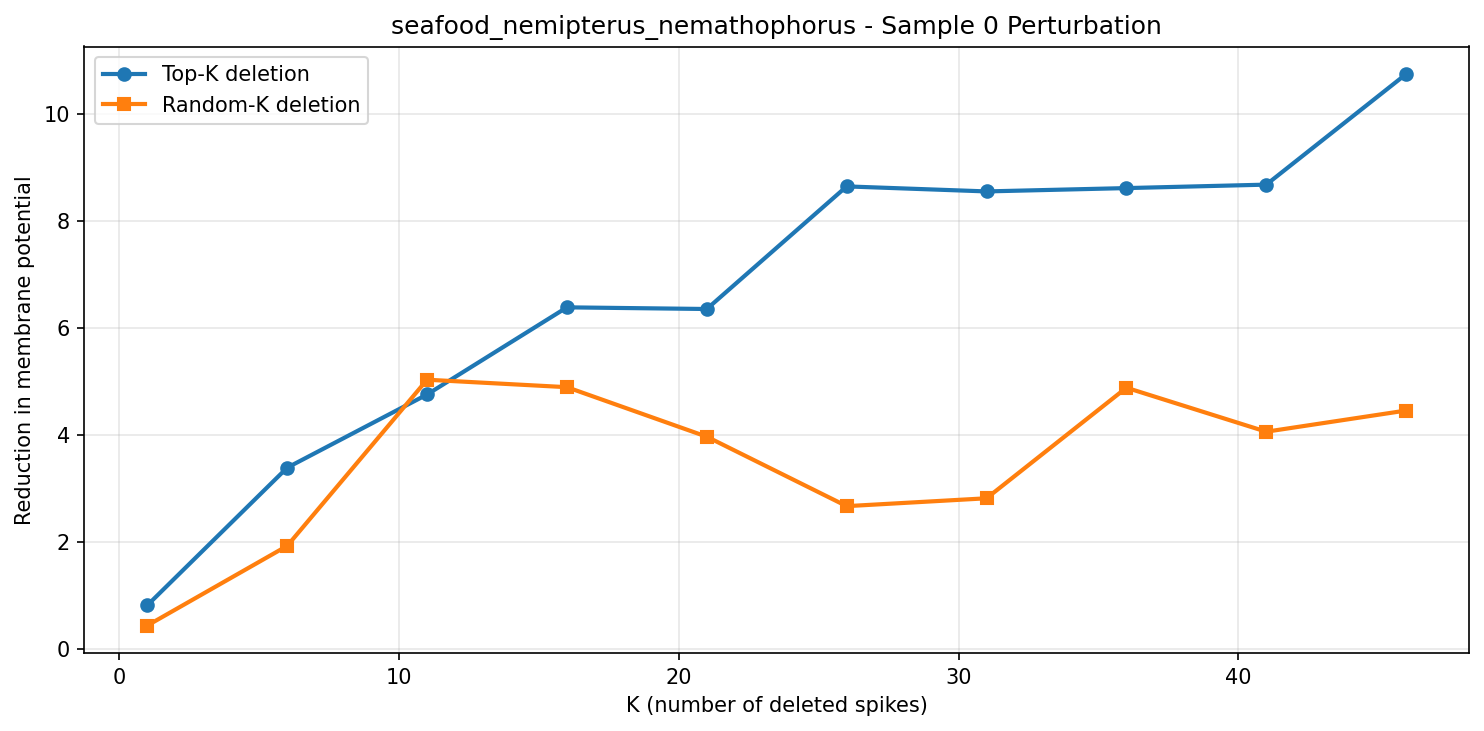 seafood_nemipterus_nemathophorus - Sample 0 Perturbation
Top-K deletion
Random-K deletion
Reduction in membrane potential
10
8
6
4
2
0
0 10 20 30 40
K (number of deleted spikes)